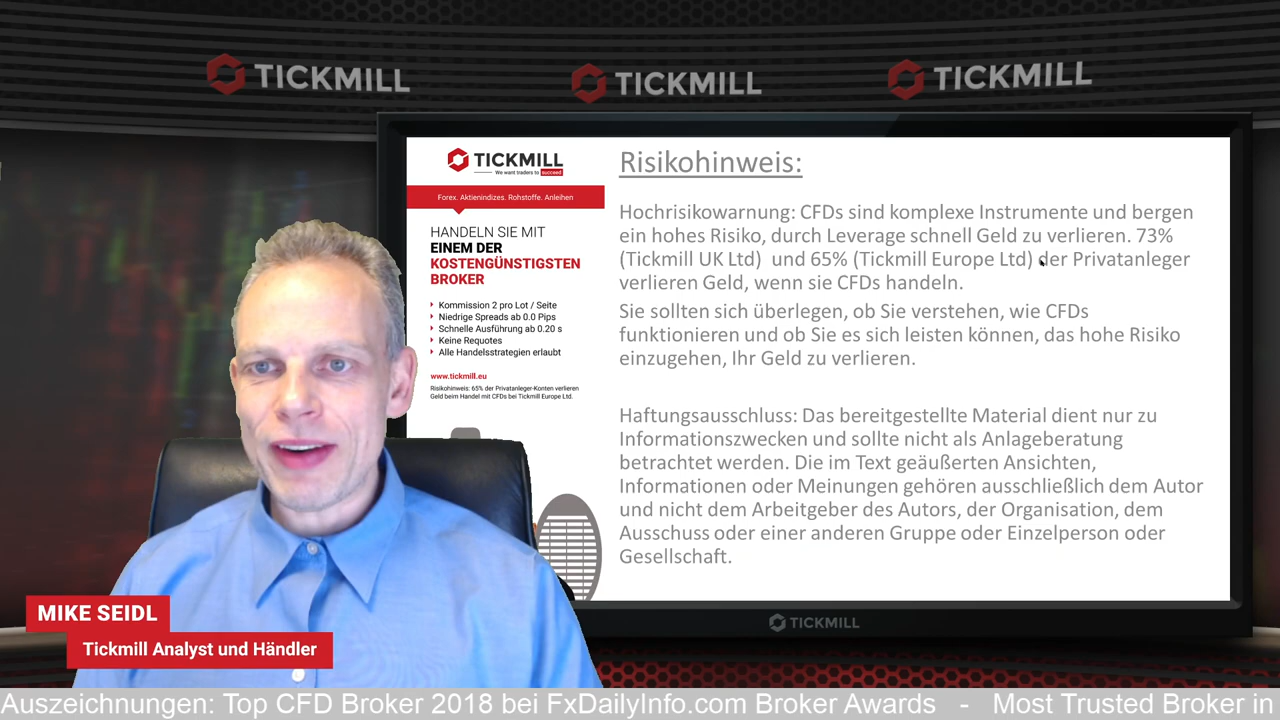 TICKMILL
TICKMILL
TICKMILL
TICKMILL
We want traders to succeed
Forex. Aktienindizes. Rohstoffe. Anleihen
HANDELN SIE MIT
EINEM DER
KOSTENGÜNSTIGSTEN
BROKER
Kommission 2 pro Lot / Seite
Niedrige Spreads ab 0.0 Pips
Schnelle Ausführung ab 0.20 s
Keine Requotes
Alle Handelsstrategien erlaubt
www.tickmill.eu
Risikohinweis: 65% der Privatanleger-Konten verlieren
Geld beim Handel mit CFDs bei Tickmill Europe Ltd.
Risikohinweis:
Hochrisikowarnung: CFDs sind komplexe Instrumente und bergen
ein hohes Risiko, durch Leverage schnell Geld zu verlieren. 73%
(Tickmill UK Ltd) und 65% (Tickmill Europe Ltd) der Privatanleger
verlieren Geld, wenn sie CFDs handeln.
Sie sollten sich überlegen, ob Sie verstehen, wie CFDs
funktionieren und ob Sie es sich leisten können, das hohe Risiko
einzugehen, Ihr Geld zu verlieren.
Haftungsausschluss: Das bereitgestellte Material dient nur zu
Informationszwecken und sollte nicht als Anlageberatung
betrachtet werden. Die im Text geäußerten Ansichten,
Informationen oder Meinungen gehören ausschließlich dem Autor
und nicht dem Arbeitgeber des Autors, der Organisation, dem
Ausschuss oder einer anderen Gruppe oder Einzelperson oder
Gesellschaft.
TICKMILL
MIKE SEIDL
Tickmill Analyst und Händler
Auszeichnungen: Top CFD Broker 2018 bei FxDailyInfo.com Broker Awards - Most Trusted Broker in